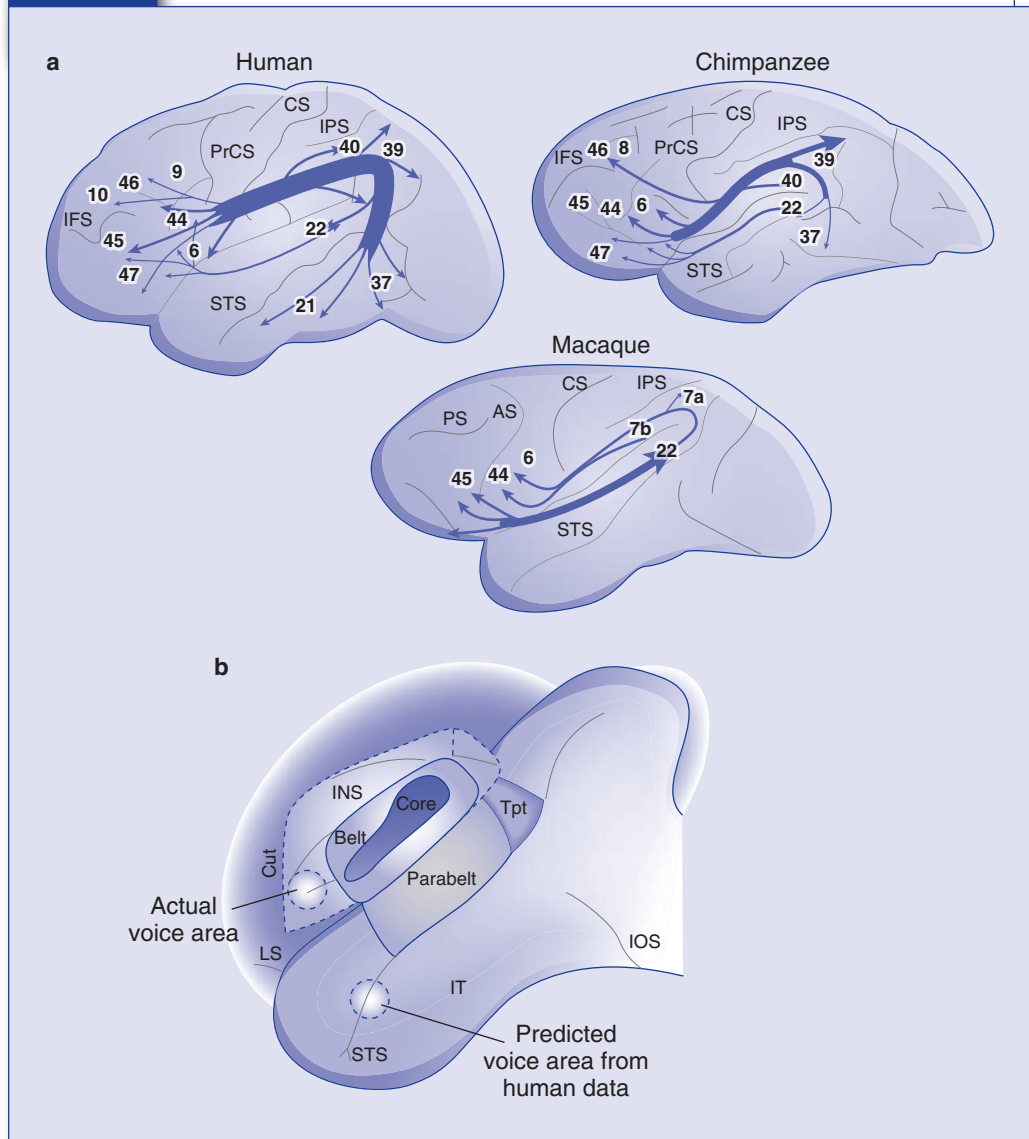 a
Human
CS
IPS
PrCS
40
39
9
46
10
44
IFS
45
6
22
47
37
STS
21
Chimpanzee
CS
IPS
46
8
PrCS
IFS
39
40
45
44
6
22
47
37
STS
Macaque
CS
IPS
7a
PS
AS
7b
22
6
45
44
STS
b
INS
Core
Tpt
Belt
Cut
Parabelt
Actual
voice area
LS
IOS
IT
Predicted
voice area from
human data
STS